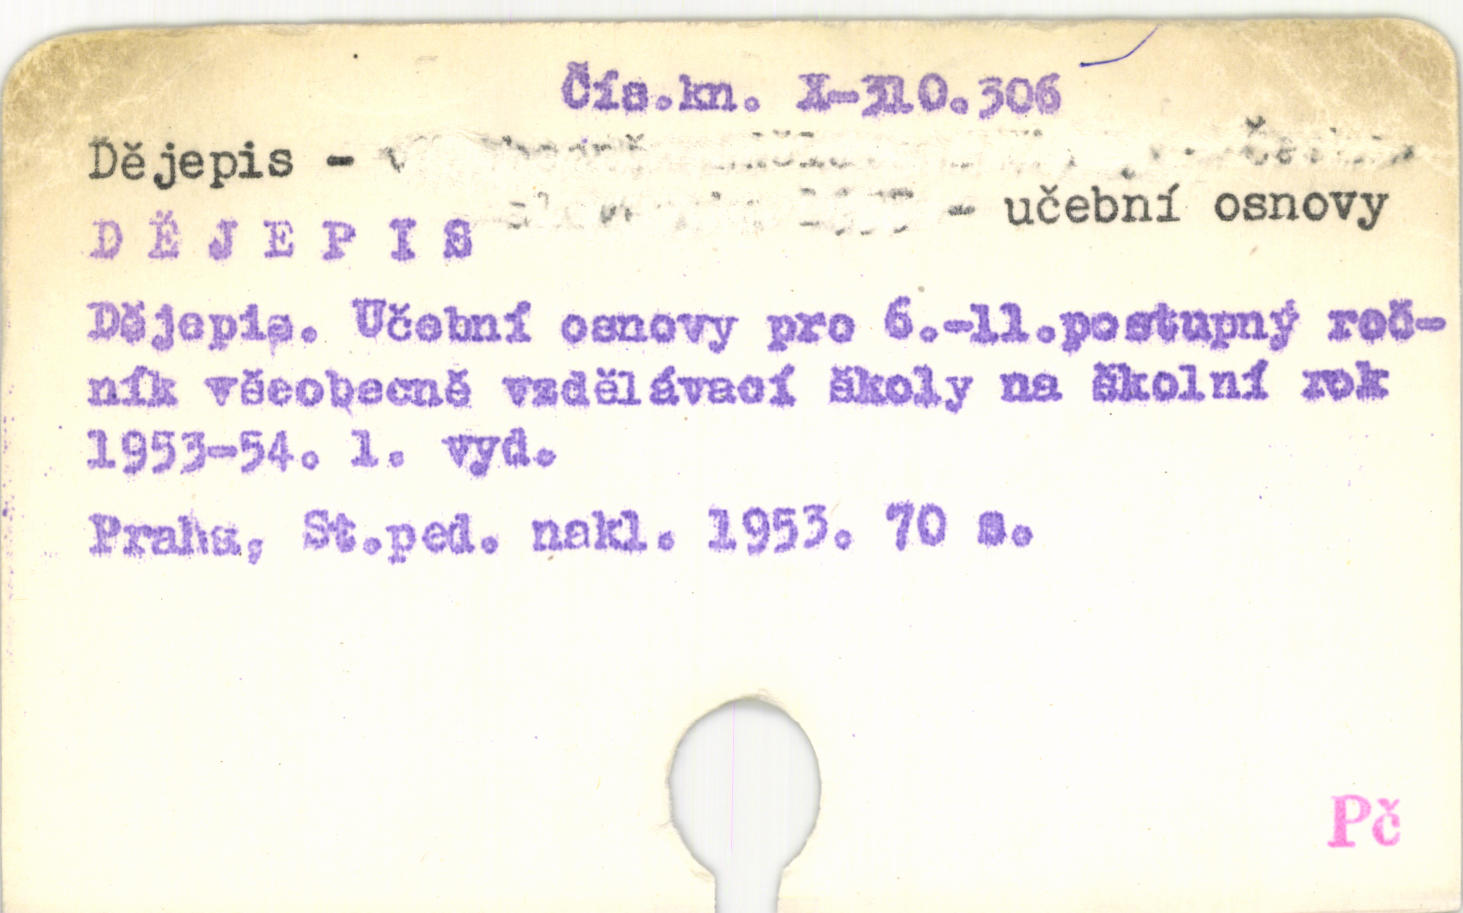 Čís.kn. X-310.306
Dějepis -
- učební osnovy
DĚJEPIS
Dějepis. Učební osnovy pro 6.-11.postupný roč-
ník všeobecně vzdělávací školy na školní rok
1953-54. 1. vyd.
Praha, St.ped. nakl. 1953. 70 s.
Pč